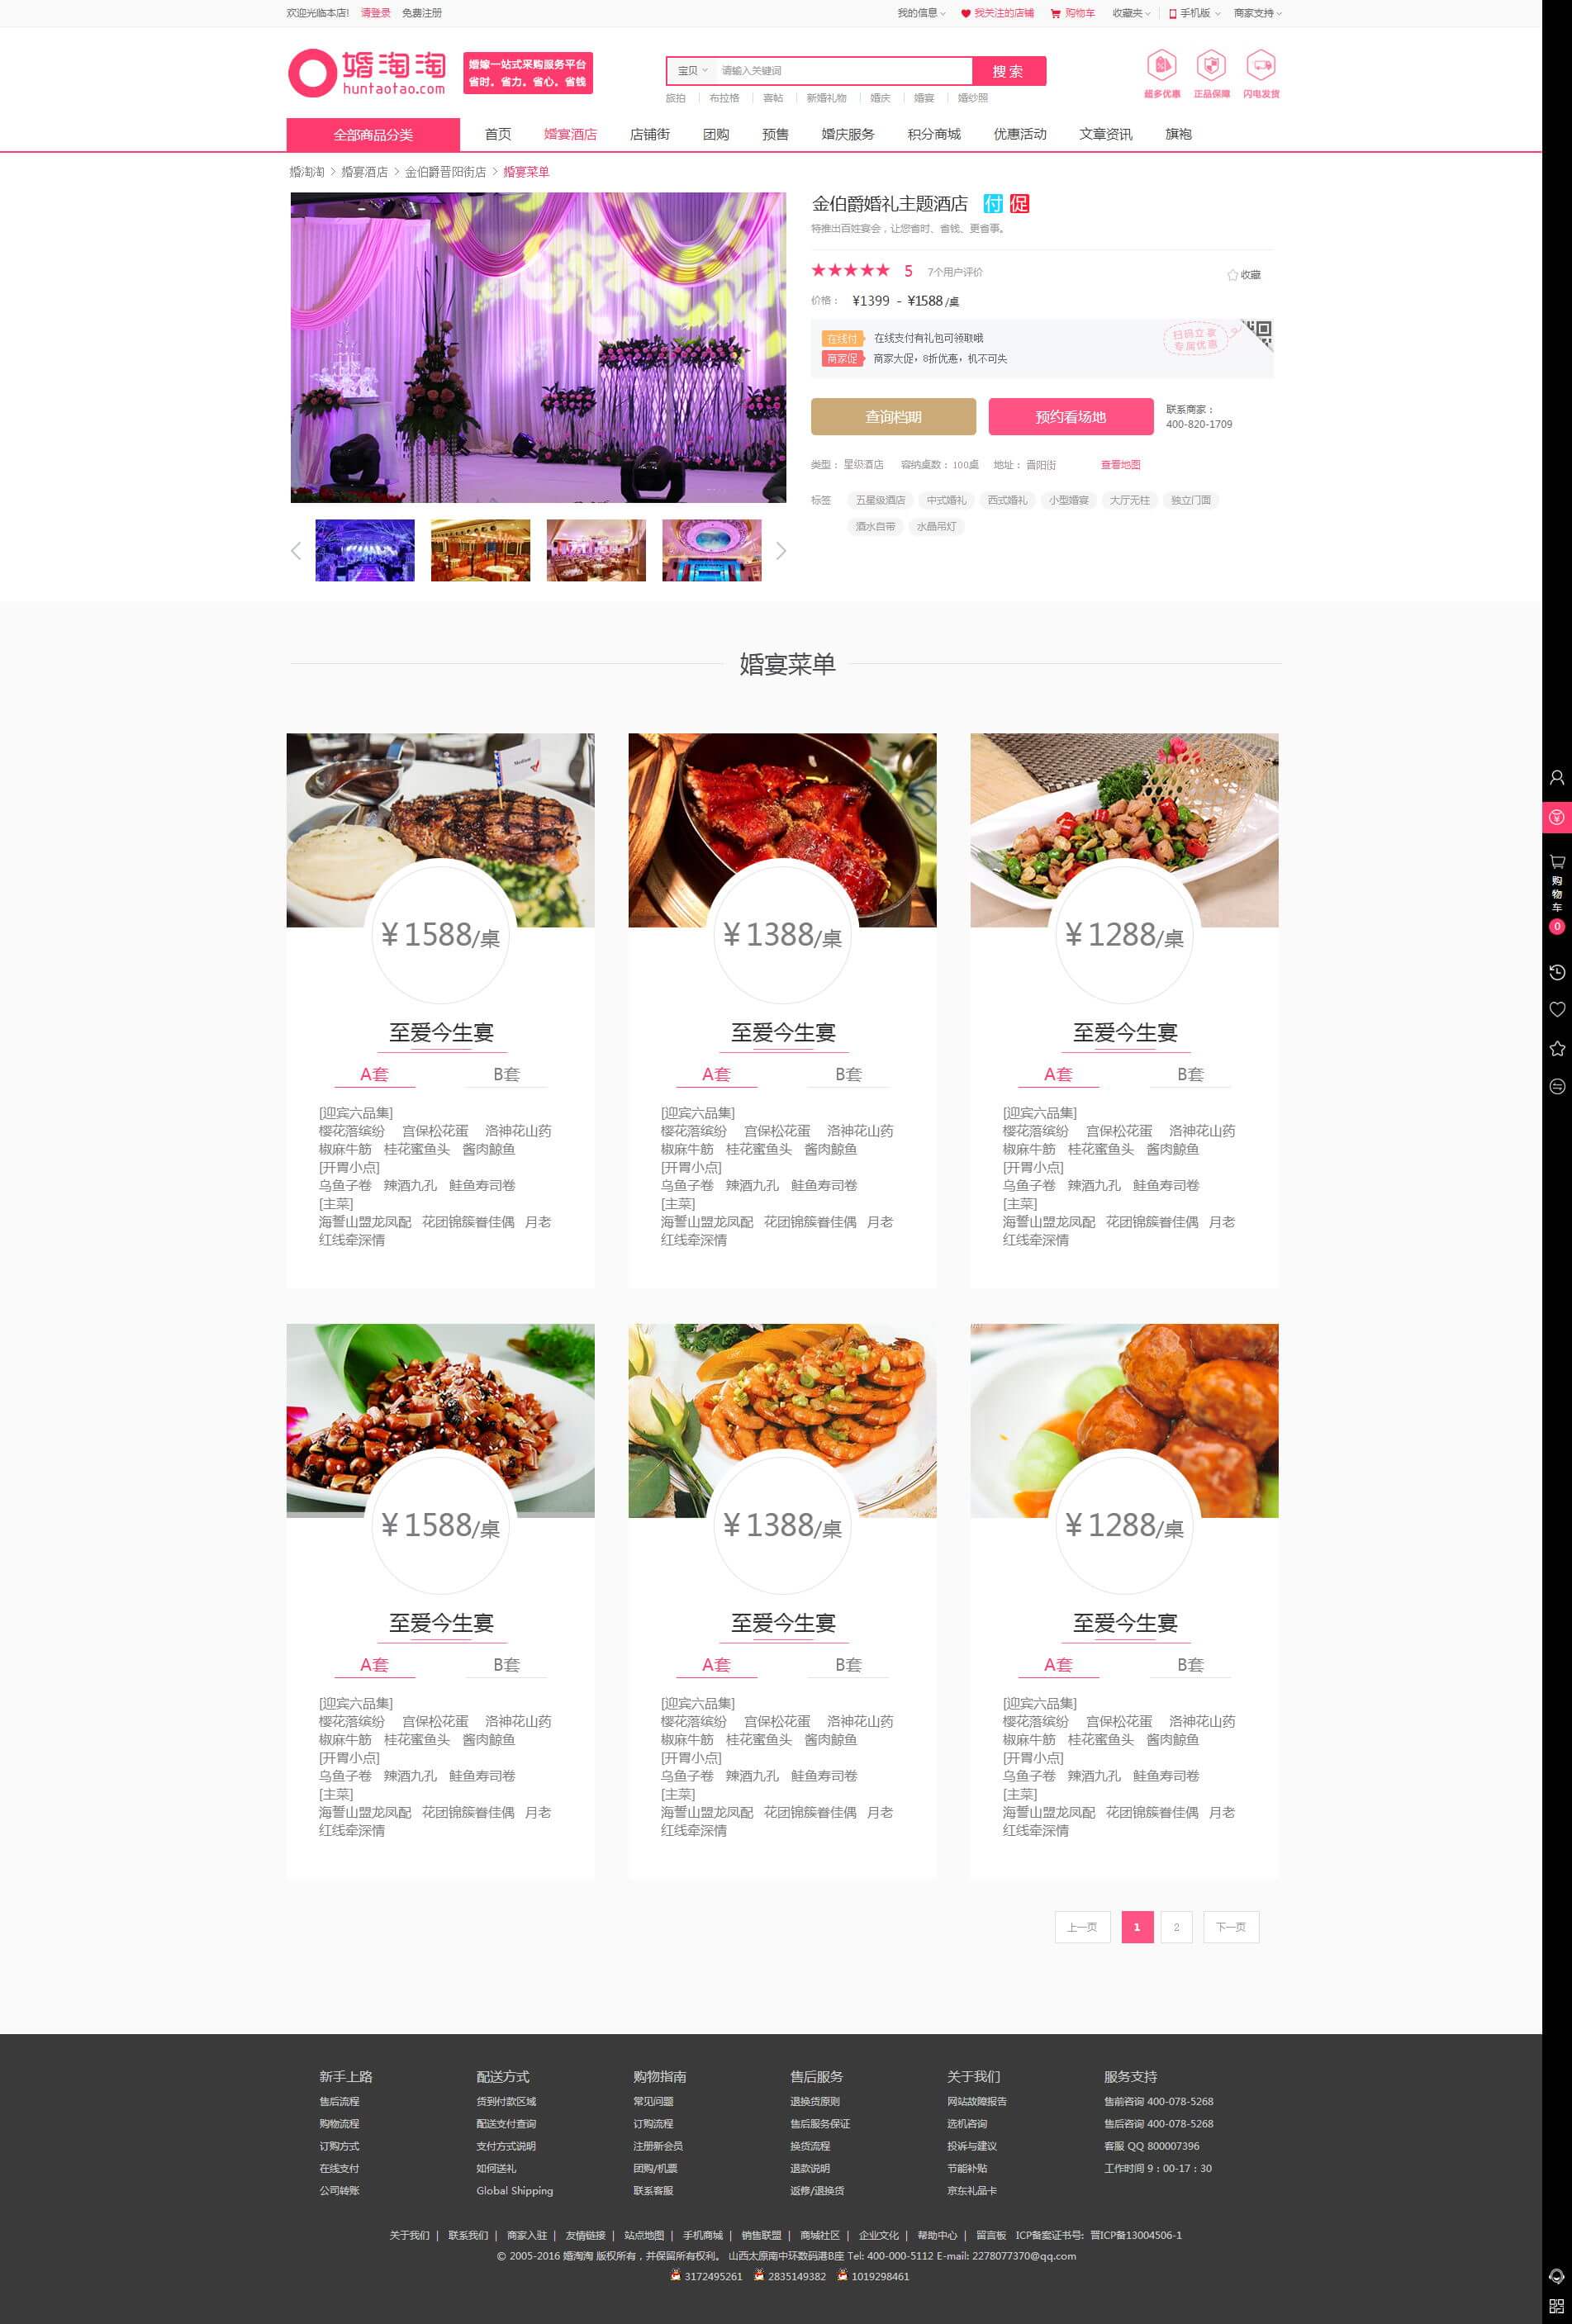 欢迎光临本店! 请登录 免费注册 我的信息 我关注的店铺 购物车 收藏夹 手机版 商家支持
婚淘淘
huntaotao.com
婚嫁一站式采购服务平台
省时。省力。省心。省钱
宝贝 请输入关键词 搜 索
旅拍 布拉格 喜帖 新婚礼物 婚庆 婚宴 婚纱照
超多优惠 正品保障 闪电发货
全部商品分类 首页 婚宴酒店 店铺街 团购 预售 婚庆服务 积分商城 优惠活动 文章资讯 旗袍
婚淘淘 > 婚宴酒店 > 金伯爵晋阳街店 > 婚宴菜单
金伯爵婚礼主题酒店 付 促
特推出百姓宴会，让您省时、省钱、更省事。
5 7个用户评价 收藏
价格： ¥1399 - ¥1588 /桌
在线付 在线支付有礼包可领取哦
商家促 商家大促，8折优惠，机不可失
扫码立享
专属优惠
查询档期 预约看场地
联系商家：
400-820-1709
类型： 星级酒店 容纳桌数： 100桌 地址： 晋阳街 查看地图
标签 五星级酒店 中式婚礼 西式婚礼 小型婚宴 大厅无柱 独立门面
酒水自带 水晶吊灯
婚宴菜单
Medium
¥1588/桌
至爱今生宴
A套 B套
[迎宾六品集]
樱花落缤纷 宫保松花蛋 洛神花山药
椒麻牛筋 桂花蜜鱼头 酱肉鲸鱼
[开胃小点]
乌鱼子卷 辣酒九孔 鲑鱼寿司卷
[主菜]
海誓山盟龙凤配 花团锦簇眷佳偶 月老
红线牵深情
¥1388/桌
至爱今生宴
A套 B套
[迎宾六品集]
樱花落缤纷 宫保松花蛋 洛神花山药
椒麻牛筋 桂花蜜鱼头 酱肉鲸鱼
[开胃小点]
乌鱼子卷 辣酒九孔 鲑鱼寿司卷
[主菜]
海誓山盟龙凤配 花团锦簇眷佳偶 月老
红线牵深情
¥1288/桌
至爱今生宴
A套 B套
[迎宾六品集]
樱花落缤纷 宫保松花蛋 洛神花山药
椒麻牛筋 桂花蜜鱼头 酱肉鲸鱼
[开胃小点]
乌鱼子卷 辣酒九孔 鲑鱼寿司卷
[主菜]
海誓山盟龙凤配 花团锦簇眷佳偶 月老
红线牵深情
¥1588/桌
至爱今生宴
A套 B套
[迎宾六品集]
樱花落缤纷 宫保松花蛋 洛神花山药
椒麻牛筋 桂花蜜鱼头 酱肉鲸鱼
[开胃小点]
乌鱼子卷 辣酒九孔 鲑鱼寿司卷
[主菜]
海誓山盟龙凤配 花团锦簇眷佳偶 月老
红线牵深情
¥1388/桌
至爱今生宴
A套 B套
[迎宾六品集]
樱花落缤纷 宫保松花蛋 洛神花山药
椒麻牛筋 桂花蜜鱼头 酱肉鲸鱼
[开胃小点]
乌鱼子卷 辣酒九孔 鲑鱼寿司卷
[主菜]
海誓山盟龙凤配 花团锦簇眷佳偶 月老
红线牵深情
¥1288/桌
至爱今生宴
A套 B套
[迎宾六品集]
樱花落缤纷 宫保松花蛋 洛神花山药
椒麻牛筋 桂花蜜鱼头 酱肉鲸鱼
[开胃小点]
乌鱼子卷 辣酒九孔 鲑鱼寿司卷
[主菜]
海誓山盟龙凤配 花团锦簇眷佳偶 月老
红线牵深情
购物车
0
上一页 1 2 下一页
新手上路 配送方式 购物指南 售后服务 关于我们 服务支持
售后流程 货到付款区域 常见问题 退换货原则 网站故障报告 售前咨询 400-078-5268
购物流程 配送支付查询 订购流程 售后服务保证 选机咨询 售后咨询 400-078-5268
订购方式 支付方式说明 注册新会员 换货流程 投诉与建议 客服 QQ 800007396
在线支付 如何送礼 团购/机票 退款说明 节能补贴 工作时间 9：00-17：30
公司转账 Global Shipping 联系客服 返修/退换货 京东礼品卡
关于我们 | 联系我们 | 商家入驻 | 友情链接 | 站点地图 | 手机商城 | 销售联盟 | 商城社区 | 企业文化 | 帮助中心 | 留言板 ICP备案证书号: 晋ICP备13004506-1
© 2005-2016 婚淘淘 版权所有，并保留所有权利。 山西太原南中环数码港B座 Tel: 400-000-5112 E-mail: 2278077370@qq.com
3172495261 2835149382 1019298461